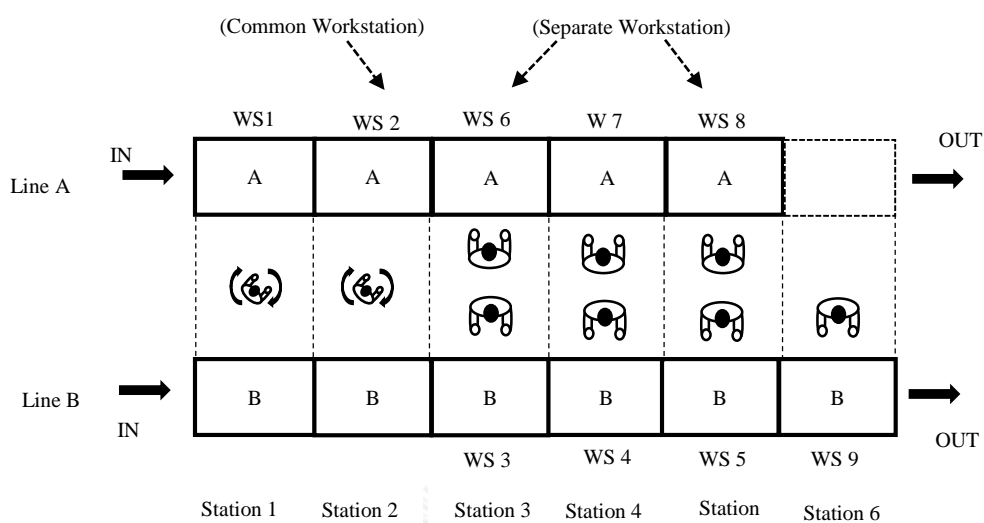 (Common Workstation) (Separate Workstation)
WS1 WS 2 WS 6 W 7 WS 8
IN OUT
Line A A A A A A
Line B B B B B B B
IN OUT
WS 3 WS 4 WS 5 WS 9
Station 1 Station 2 Station 3 Station 4 Station Station 6